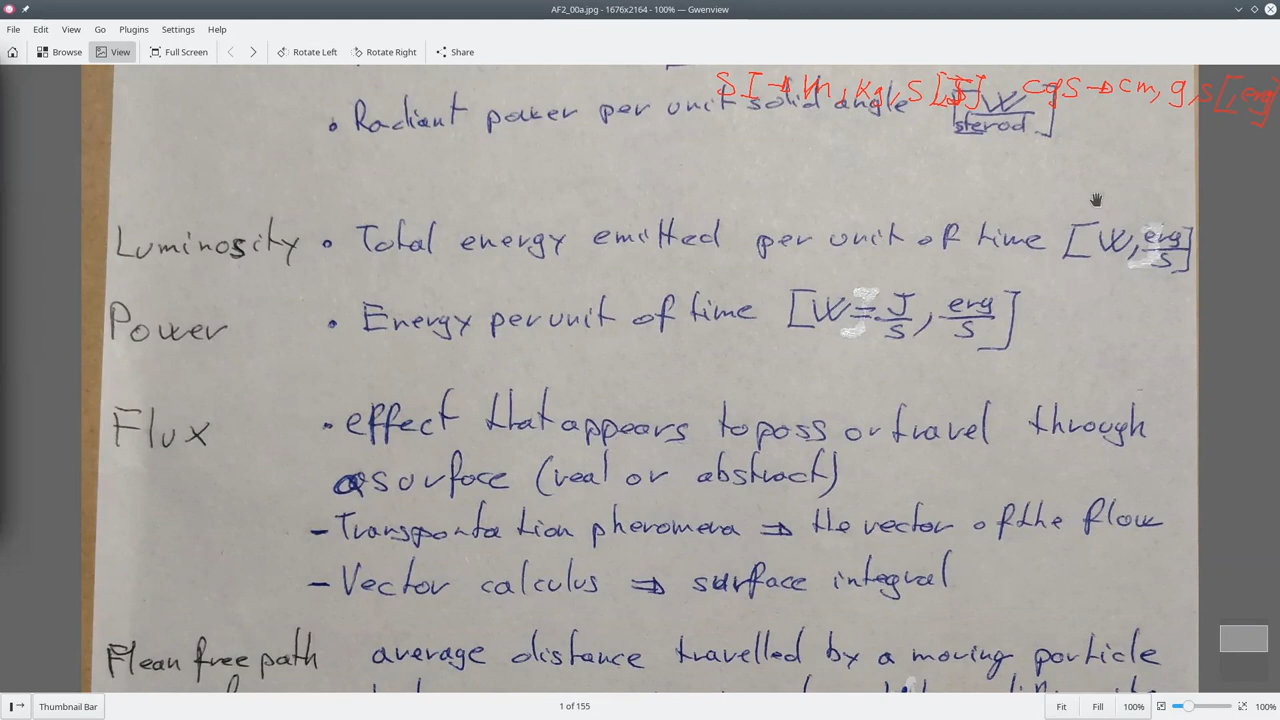 AF2_00a.jpg - 1676x2164 - 100% — Gwenview
File Edit View Go Plugins Settings Help
Browse View Full Screen Rotate Left Rotate Right Share
SI → m, kg, s [J] cgs → cm, g, s [, erg]
• Radiant power per unit solid angle [W/sterad]
Luminosity • Total energy emitted per unit of time [W, erg/s]
Power • Energy per unit of time [W = J/s, erg/s]
Flux • effect that appears to pass or travel through
a surface (real or abstract)
- Transportation phenomena ⇒ the vector of the flow
- Vector calculus ⇒ surface integral
Mean free path average distance travelled by a moving particle
Thumbnail Bar 1 of 155 Fit Fill 100% 100%